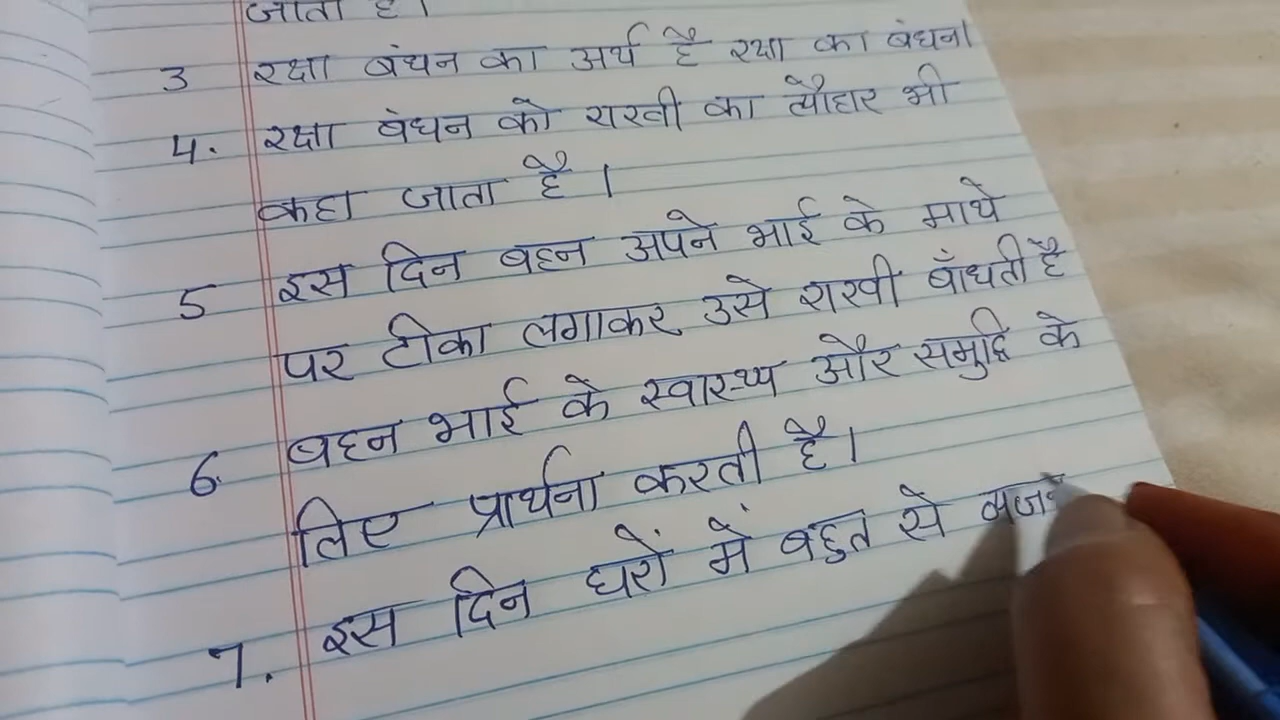 जाता है।
3 रक्षा बंधन का अर्थ है रक्षा का बंधन।
4. रक्षा बंधन को राखी का त्यौहार भी
कहा जाता है।
5 इस दिन बहन अपने भाई के माथे
पर टीका लगाकर उसे राखी बाँधती है
6. बहन भाई के स्वास्थ्य और समृद्धि के
लिए प्रार्थना करती है।
7. इस दिन घरों में बहुत से